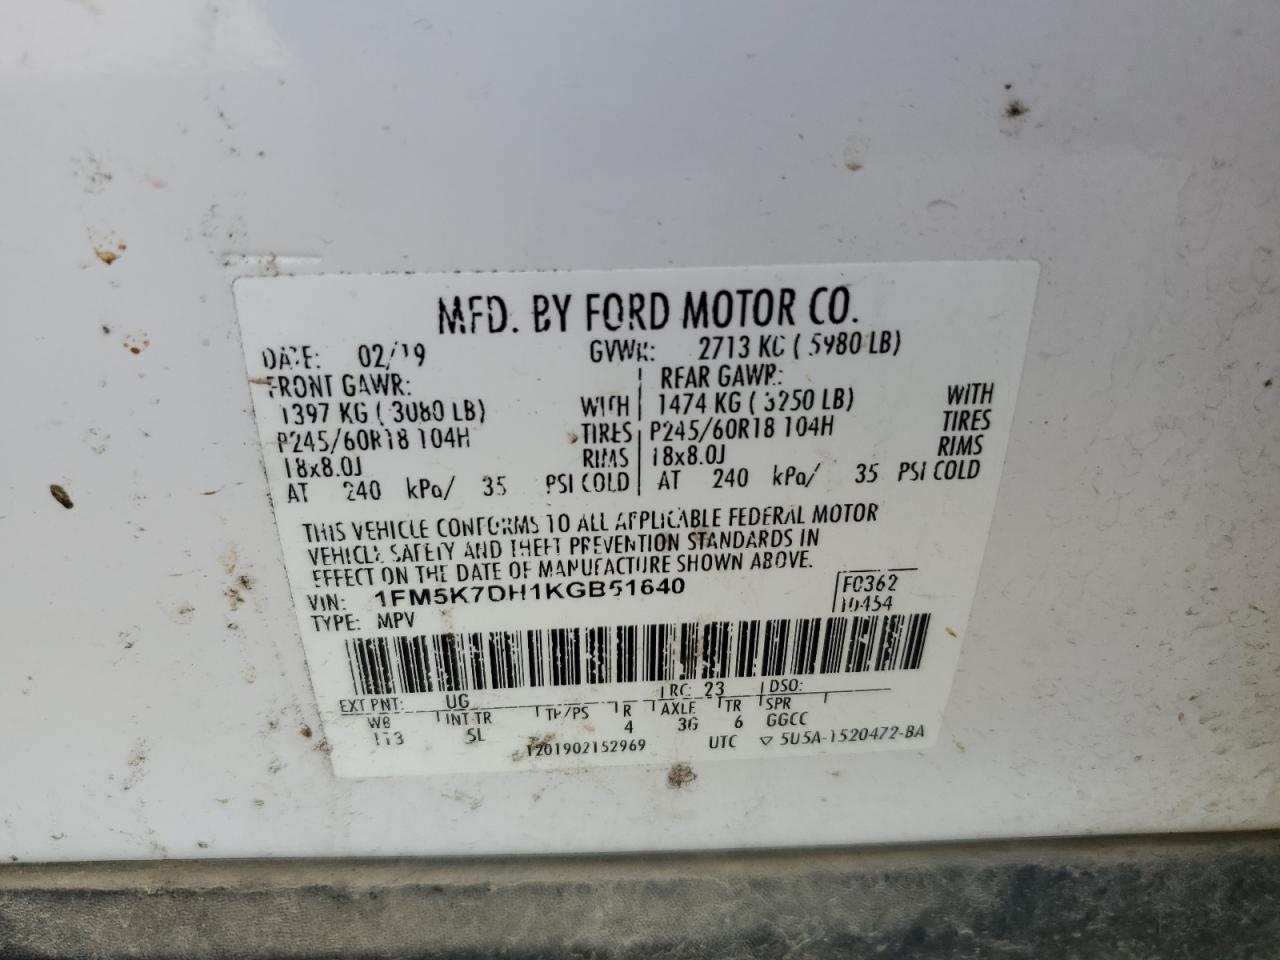 MFD. BY FORD MOTOR CO.
DATE: 02/19 GVWR: 2713 KG ( 5980 LB)
FRONT GAWR: REAR GAWR:
1397 KG ( 3080 LB) WITH 1474 KG ( 3250 LB) WITH
P245/60R18 104H TIRES P245/60R18 104H TIRES
18x8.0J RIMS 18x8.0J RIMS
AT 240 kPa/ 35 PSI COLD AT 240 kPa/ 35 PSI COLD
THIS VEHICLE CONFORMS TO ALL APPLICABLE FEDERAL MOTOR
VEHICLE SAFETY AND THEFT PREVENTION STANDARDS IN
EFFECT ON THE DATE OF MANUFACTURE SHOWN ABOVE.
VIN: 1FM5K7DH1KGB51640 F0362
TYPE: MPV 10454
EXT PNT: UG RC: 23 DSO:
WB INT TR TP/PS R AXLE TR SPR
113 5L 4 3G 6 GGCC
1201902152969 UTC ▽ 5U5A-1520472-BA